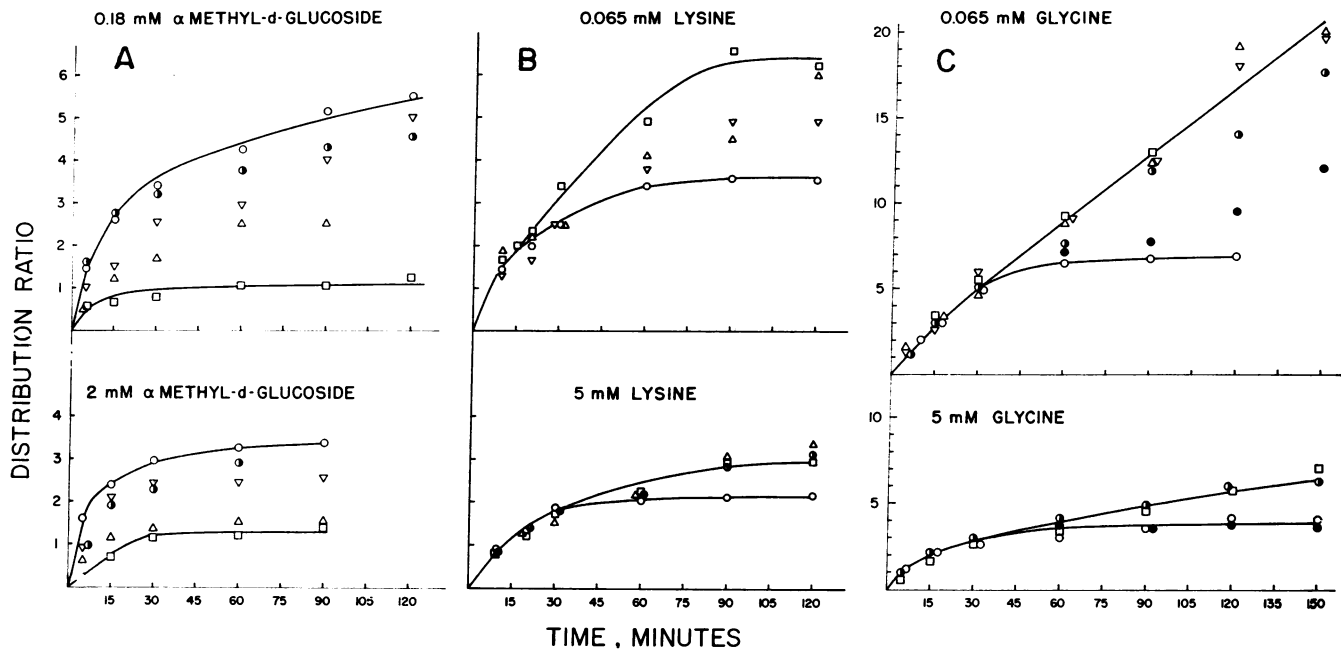 0.18 mM α METHYL-d-GLUCOSIDE
A
6
5
4
3
2
1
2 mM α METHYL-d-GLUCOSIDE
4
3
2
1
15 30 45 60 75 90 105 120
0.065 mM LYSINE
B
5 mM LYSINE
15 30 45 60 75 90 105 120
0.065 mM GLYCINE
C
20
15
10
5
5 mM GLYCINE
10
5
15 30 45 60 75 90 105 120 135 150
DISTRIBUTION RATIO
TIME, MINUTES